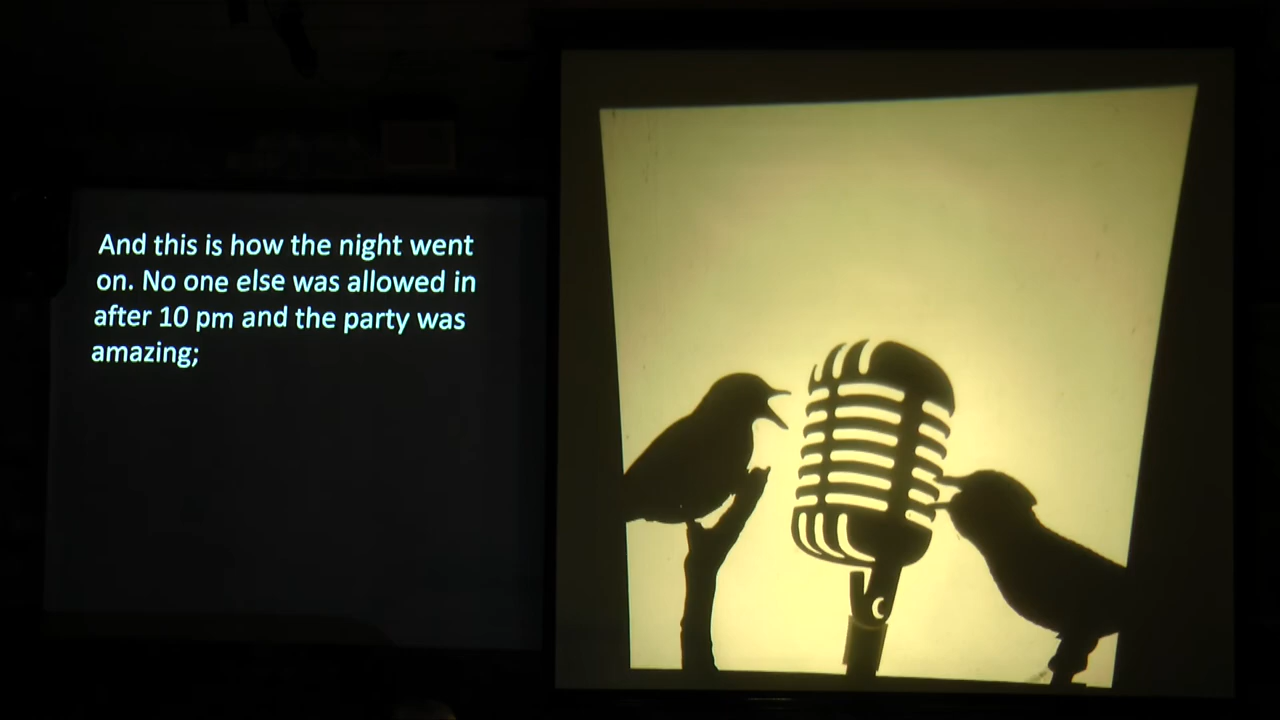 And this is how the night went
on. No one else was allowed in
after 10 pm and the party was
amazing;